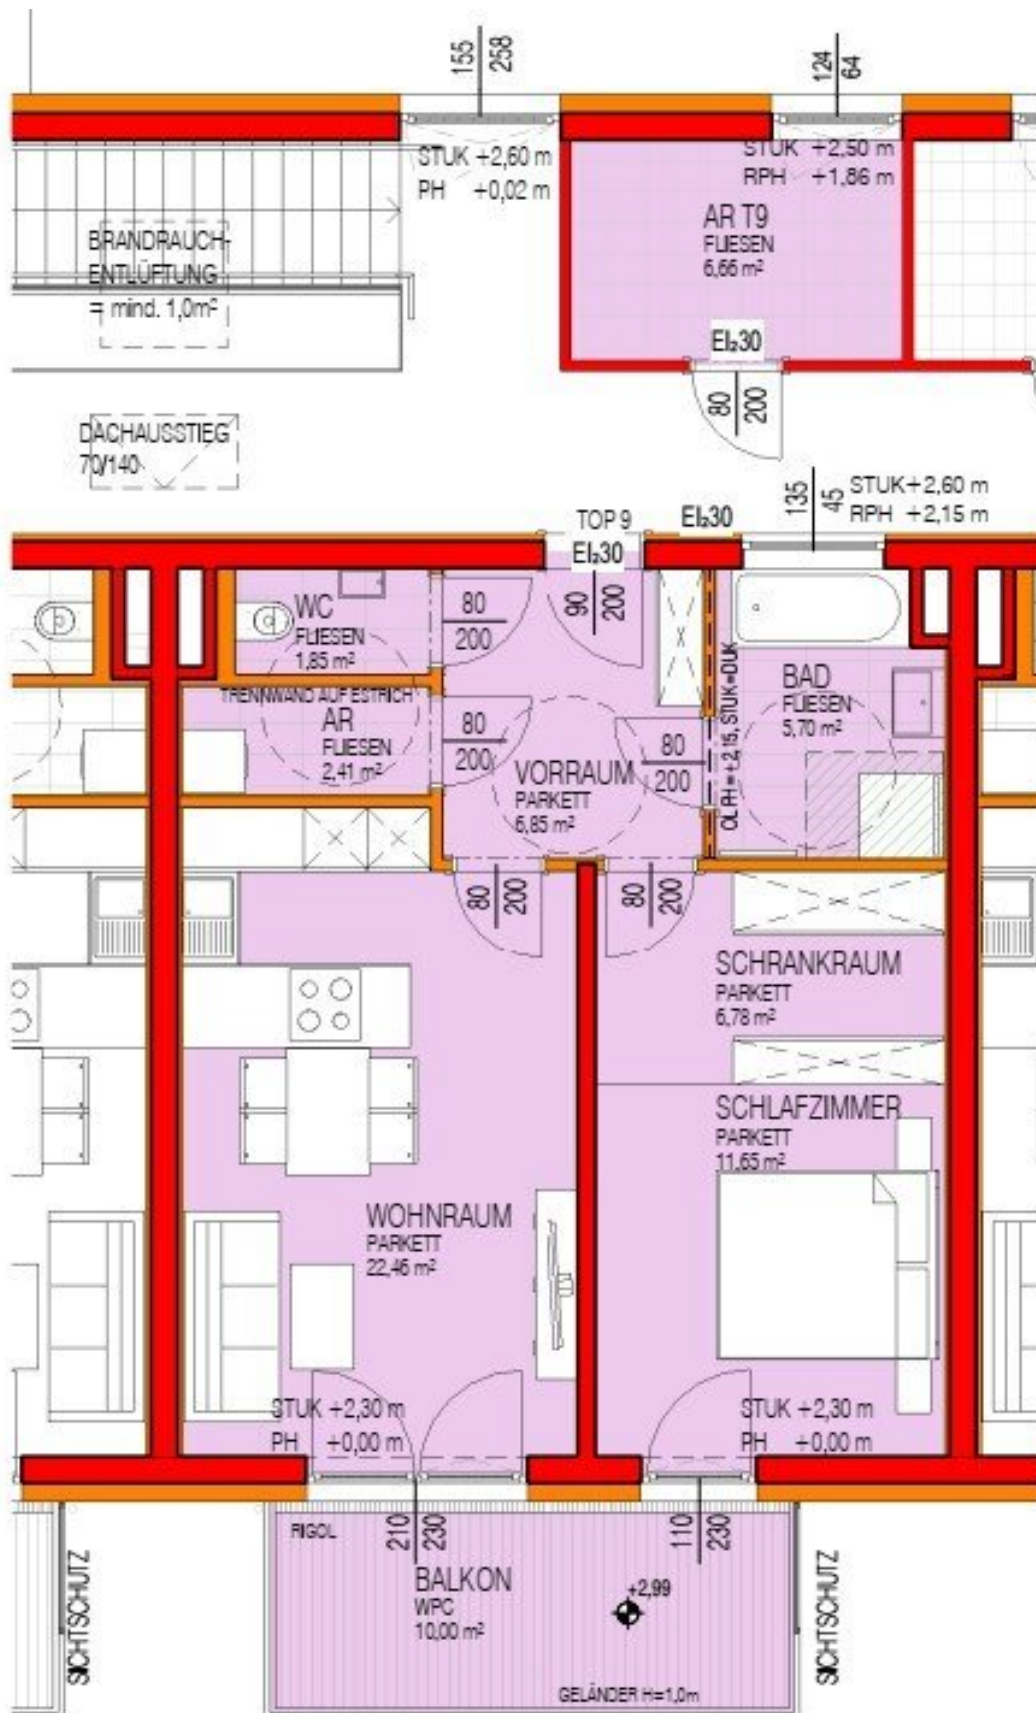 155
258
124
64
STUK +2,60 m
PH +0,02 m
STUK +2,50 m
RPH +1,86 m
BRANDRAUCH-
ENTLÜFTUNG
= mind. 1,0m²
AR T9
FLIESEN
6,66 m²
EI₂30
80
200
DACHAUSSTIEG
70/140
135
45
STUK+2,60 m
RPH +2,15 m
TOP 9
EI₂30
EI₂30
WC
FLIESEN
1,85 m²
80
200
90
200
TRENNWAND AUF ESTRICH
AR
FLIESEN
2,41 m²
80
200
VORRAUM
PARKETT
6,85 m²
80
200
OL PH=+2,15, STUK=DUK
BAD
FLIESEN
5,70 m²
80
200
80
200
SCHRANKRAUM
PARKETT
6,78 m²
SCHLAFZIMMER
PARKETT
11,65 m²
WOHNRAUM
PARKETT
22,46 m²
STUK +2,30 m
PH +0,00 m
STUK +2,30 m
PH +0,00 m
RIGOL
210
230
110
230
SICHTSCHUTZ
BALKON
WPC
10,00 m²
+2,99
SICHTSCHUTZ
GELÄNDER H=1,0m